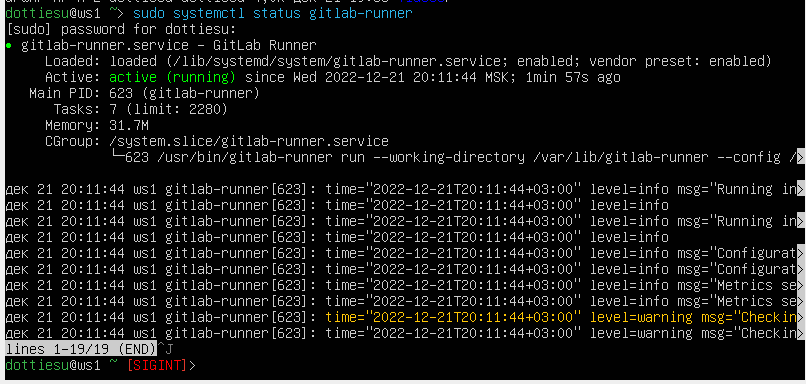 dottiesu@ws1 ~> sudo systemctl status gitlab-runner
[sudo] password for dottiesu:
● gitlab-runner.service - GitLab Runner
Loaded: loaded (/lib/systemd/system/gitlab-runner.service; enabled; vendor preset: enabled)
Active: active (running) since Wed 2022-12-21 20:11:44 MSK; 1min 57s ago
Main PID: 623 (gitlab-runner)
Tasks: 7 (limit: 2280)
Memory: 31.7M
CGroup: /system.slice/gitlab-runner.service
└─623 /usr/bin/gitlab-runner run --working-directory /var/lib/gitlab-runner --config />
дек 21 20:11:44 ws1 gitlab-runner[623]: time="2022-12-21T20:11:44+03:00" level=info msg="Running in>
дек 21 20:11:44 ws1 gitlab-runner[623]: time="2022-12-21T20:11:44+03:00" level=info
дек 21 20:11:44 ws1 gitlab-runner[623]: time="2022-12-21T20:11:44+03:00" level=info msg="Running in>
дек 21 20:11:44 ws1 gitlab-runner[623]: time="2022-12-21T20:11:44+03:00" level=info
дек 21 20:11:44 ws1 gitlab-runner[623]: time="2022-12-21T20:11:44+03:00" level=info msg="Configurat>
дек 21 20:11:44 ws1 gitlab-runner[623]: time="2022-12-21T20:11:44+03:00" level=info msg="Configurat>
дек 21 20:11:44 ws1 gitlab-runner[623]: time="2022-12-21T20:11:44+03:00" level=info msg="Metrics se>
дек 21 20:11:44 ws1 gitlab-runner[623]: time="2022-12-21T20:11:44+03:00" level=info msg="Metrics se>
дек 21 20:11:44 ws1 gitlab-runner[623]: time="2022-12-21T20:11:44+03:00" level=warning msg="Checkin>
дек 21 20:11:44 ws1 gitlab-runner[623]: time="2022-12-21T20:11:44+03:00" level=warning msg="Checkin>
lines 1-19/19 (END)^J
dottiesu@ws1 ~ [SIGINT]>